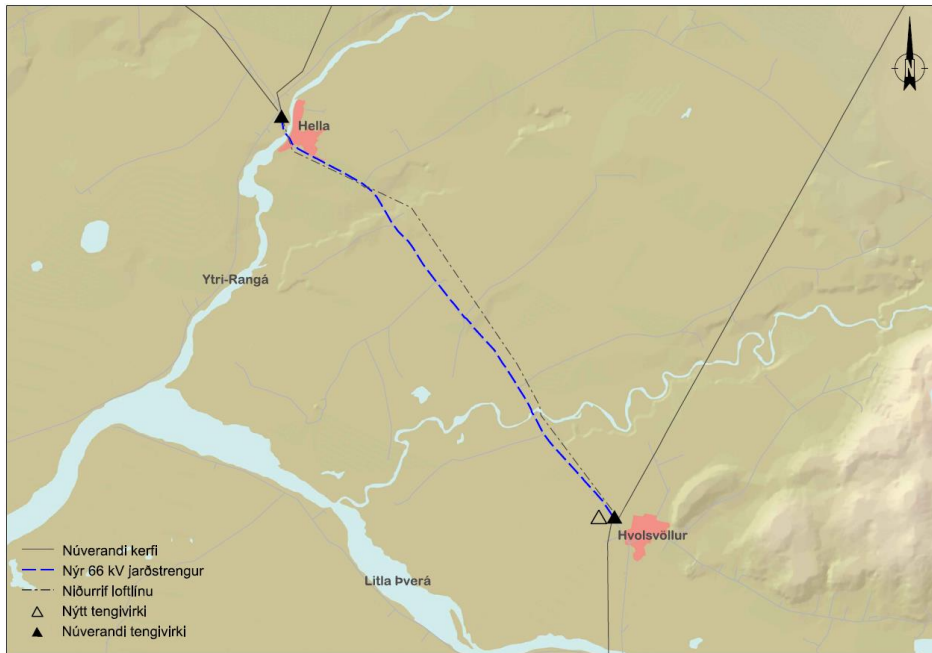 N
Hella
Ytri-Rangá
Hvolsvöllur
Litla Þverá
Núverandi kerfi
Nýr 66 kV jarðstrengur
Niðurrif loftlínu
Nýtt tengivirki
Núverandi tengivirki